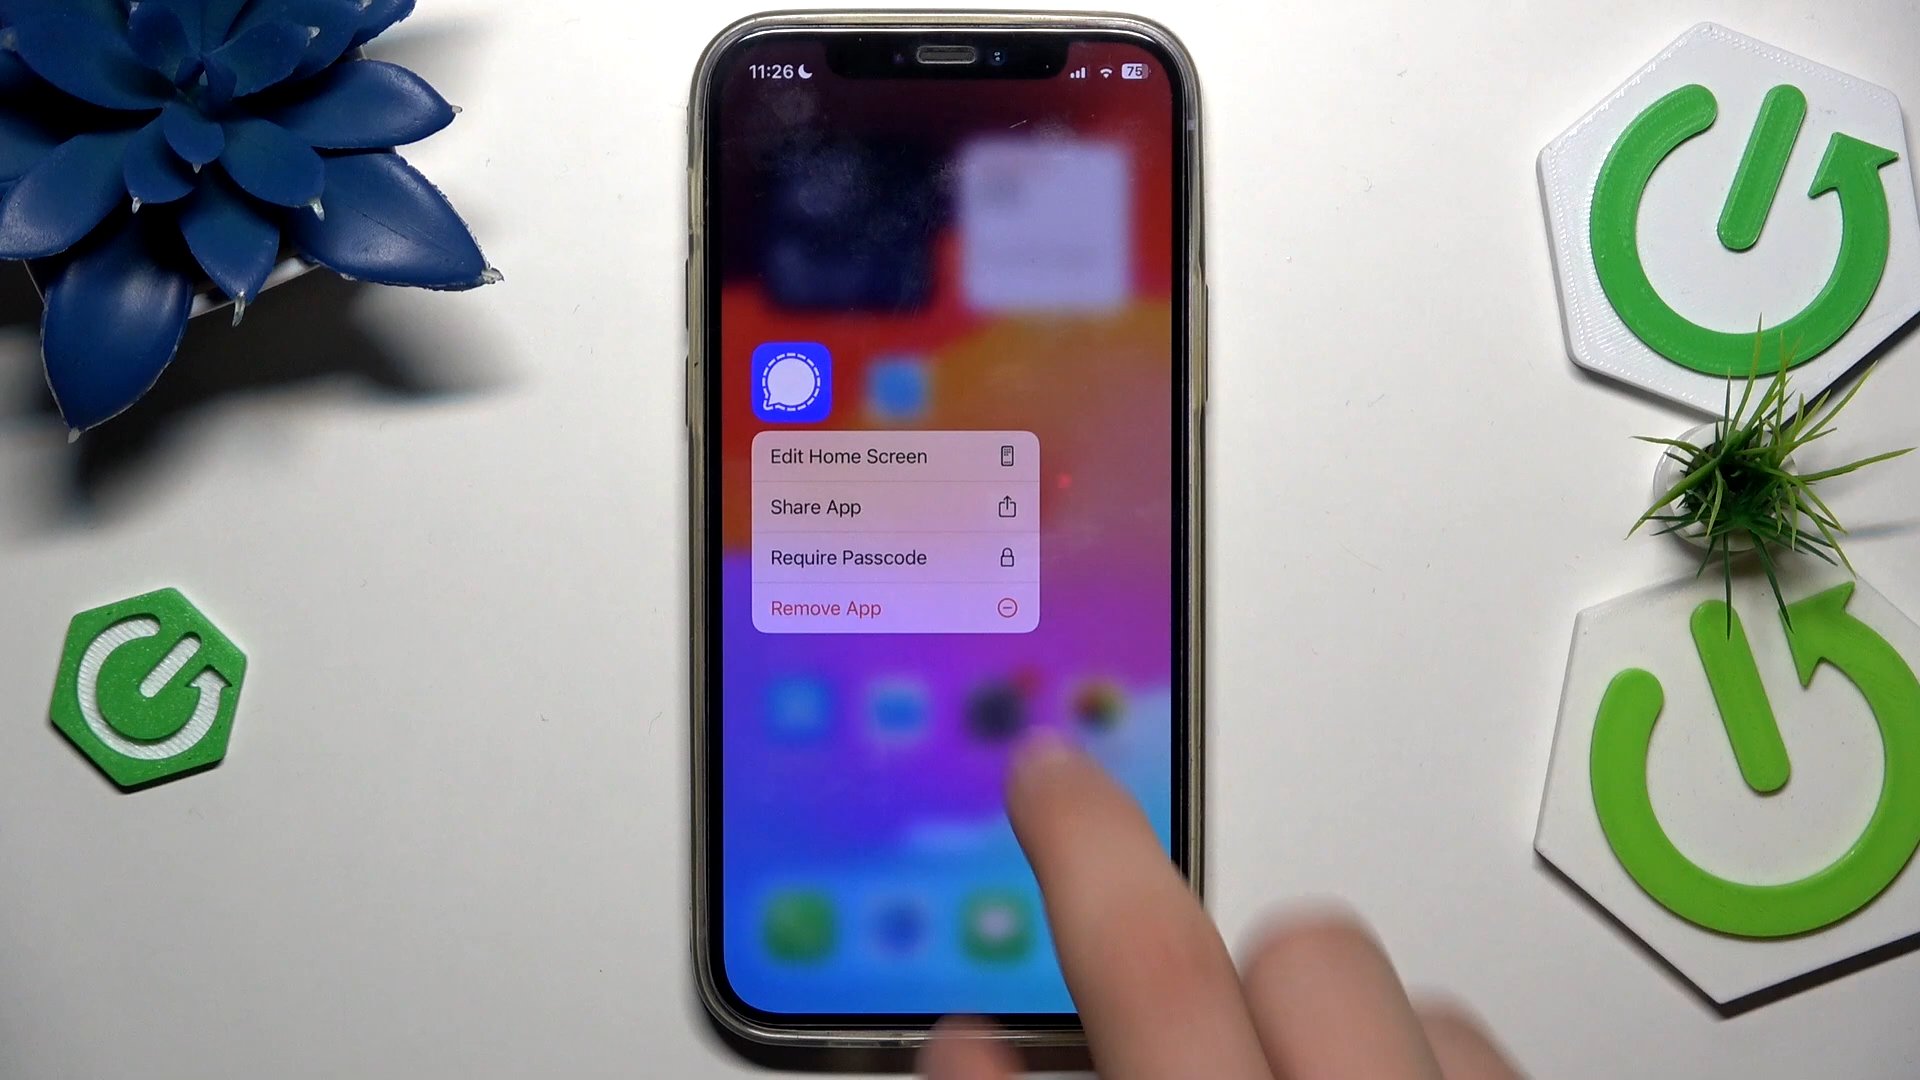 11:26
75
Edit Home Screen
Share App
Require Passcode
Remove App